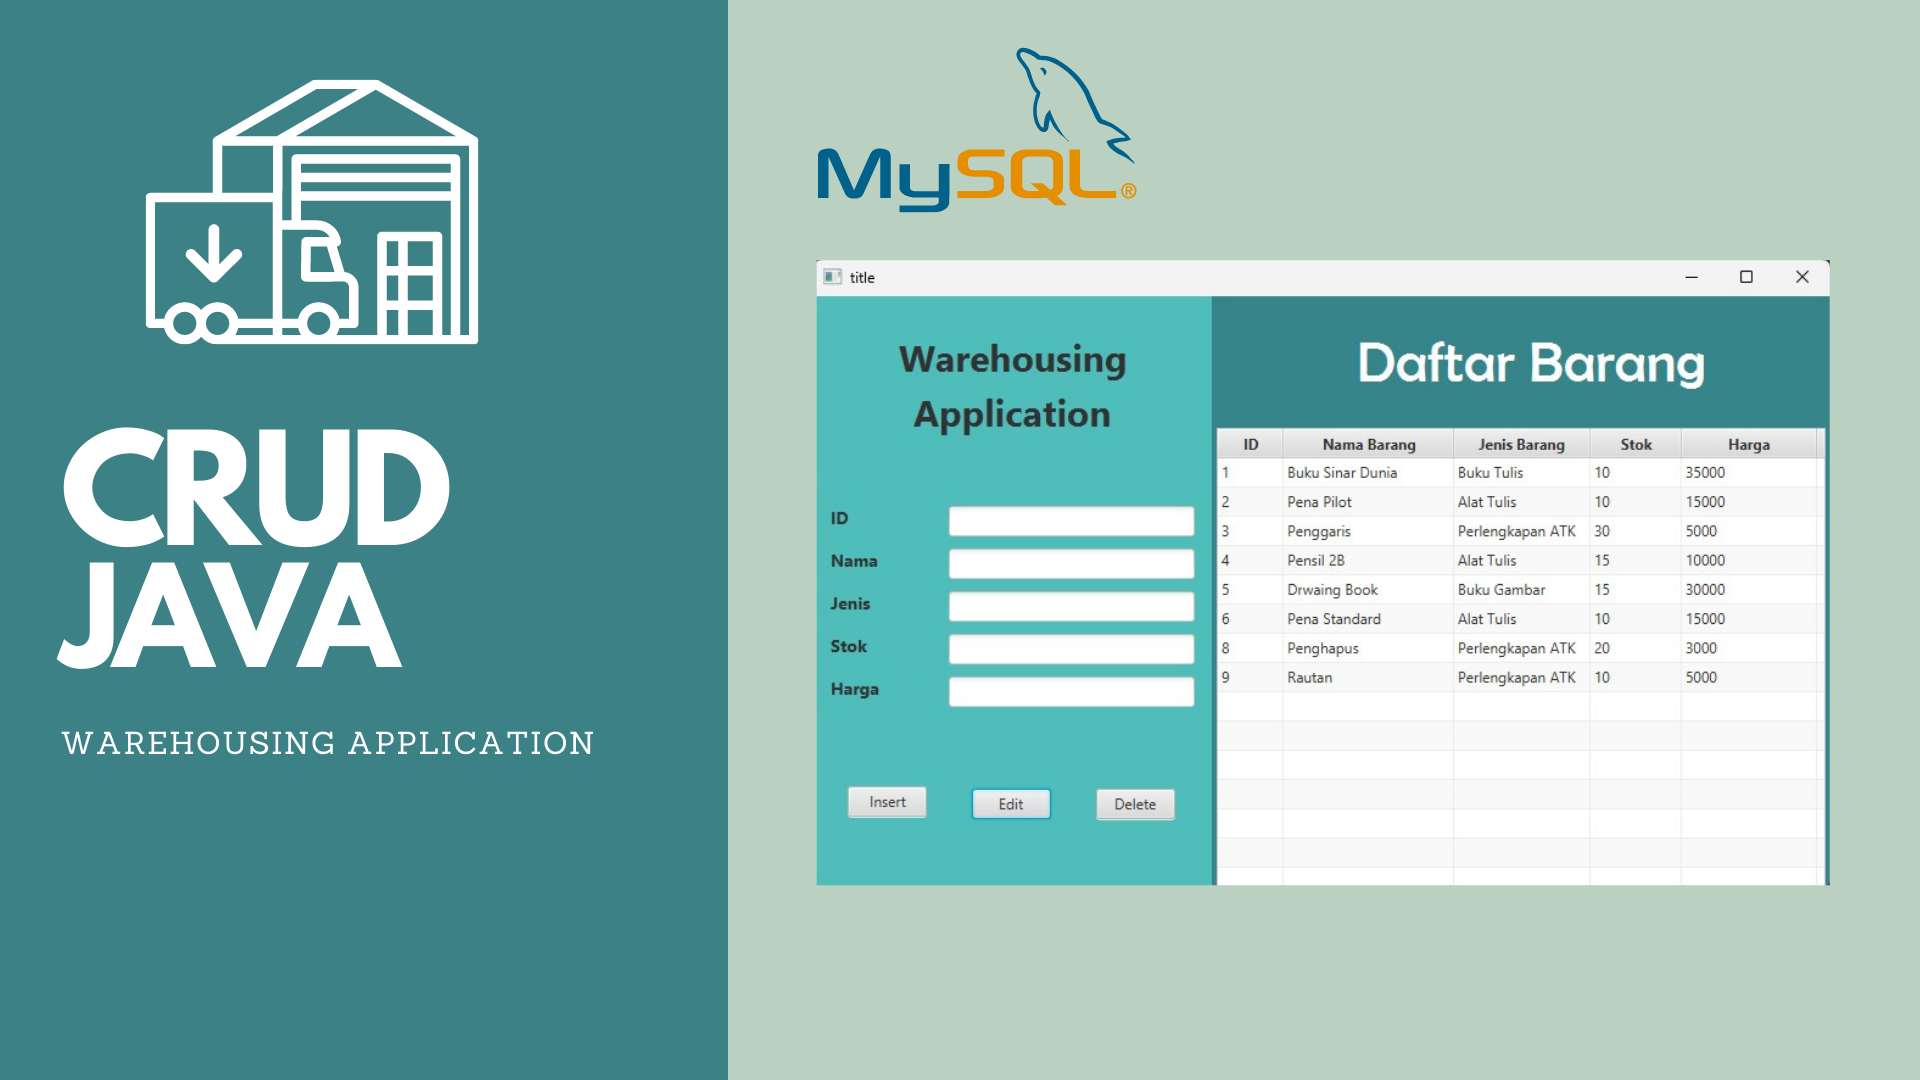 CRUD
JAVA
WAREHOUSING APPLICATION
MySQL®
title
Warehousing
Application
ID
Nama
Jenis
Stok
Harga
Insert Edit Delete
Daftar Barang
ID Nama Barang Jenis Barang Stok Harga
1 Buku Sinar Dunia Buku Tulis 10 35000
2 Pena Pilot Alat Tulis 10 15000
3 Penggaris Perlengkapan ATK 30 5000
4 Pensil 2B Alat Tulis 15 10000
5 Drwaing Book Buku Gambar 15 30000
6 Pena Standard Alat Tulis 10 15000
8 Penghapus Perlengkapan ATK 20 3000
9 Rautan Perlengkapan ATK 10 5000